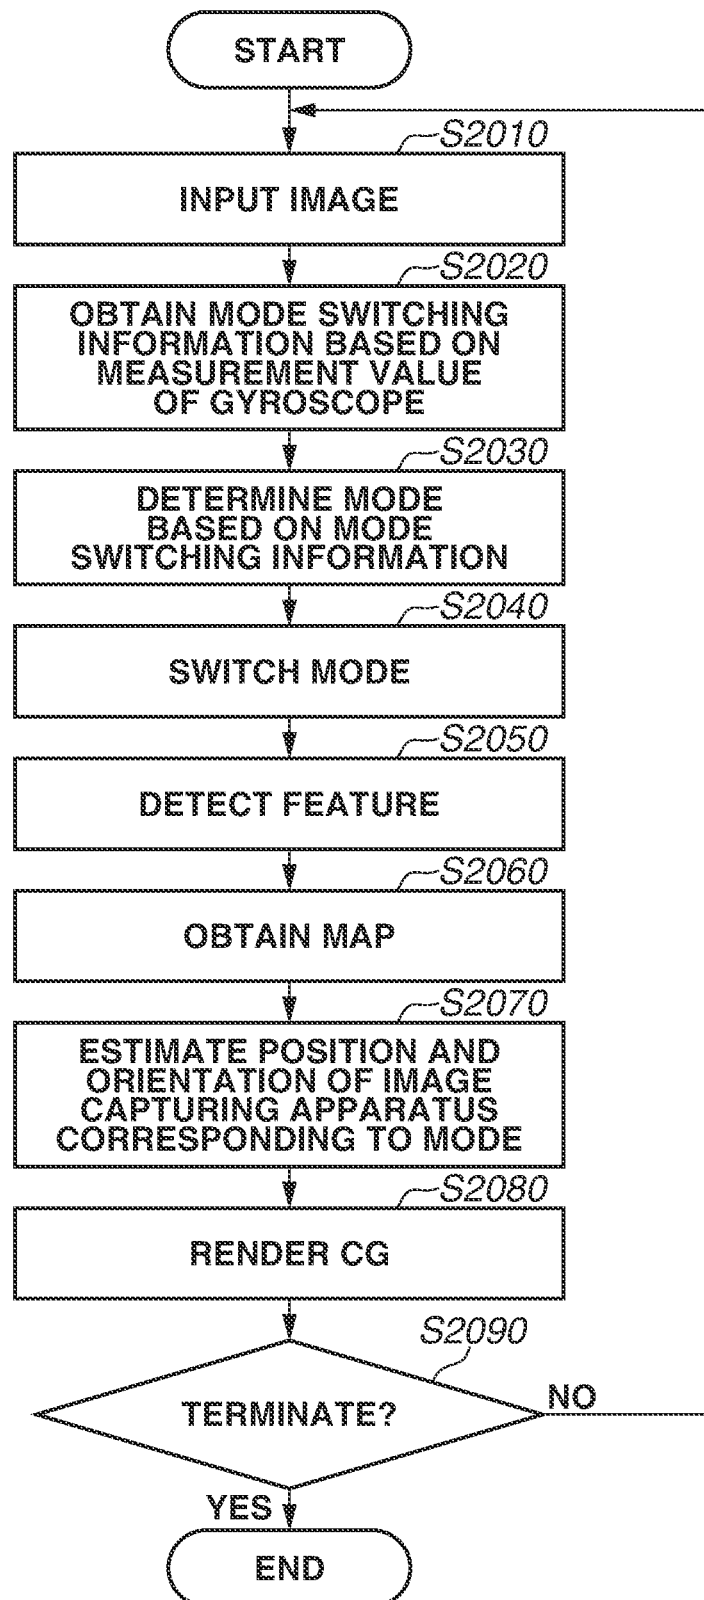 START
S2010
INPUT IMAGE
S2020
OBTAIN MODE SWITCHING
INFORMATION BASED ON
MEASUREMENT VALUE
OF GYROSCOPE
S2030
DETERMINE MODE
BASED ON MODE
SWITCHING INFORMATION
S2040
SWITCH MODE
S2050
DETECT FEATURE
S2060
OBTAIN MAP
S2070
ESTIMATE POSITION AND
ORIENTATION OF IMAGE
CAPTURING APPARATUS
CORRESPONDING TO MODE
S2080
RENDER CG
S2090
TERMINATE?
NO
YES
END